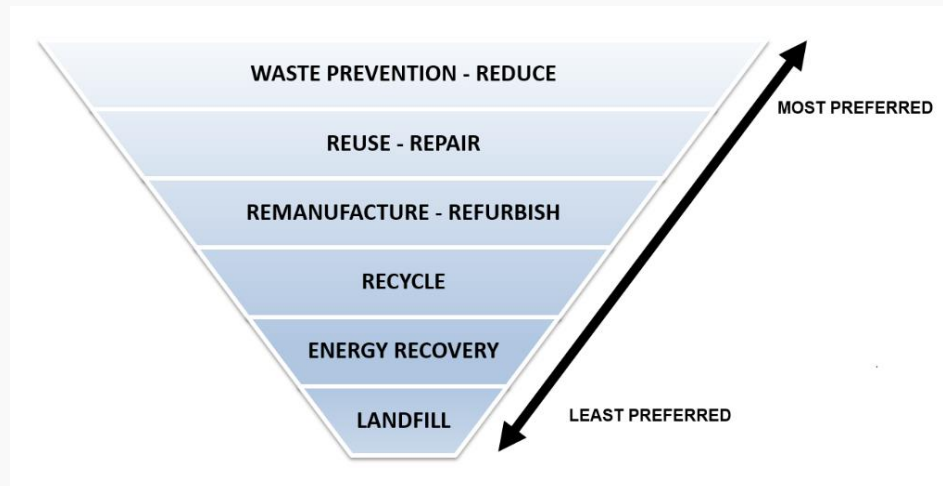 WASTE PREVENTION - REDUCE
MOST PREFERRED
REUSE - REPAIR
REMANUFACTURE - REFURBISH
RECYCLE
ENERGY RECOVERY
LANDFILL
LEAST PREFERRED